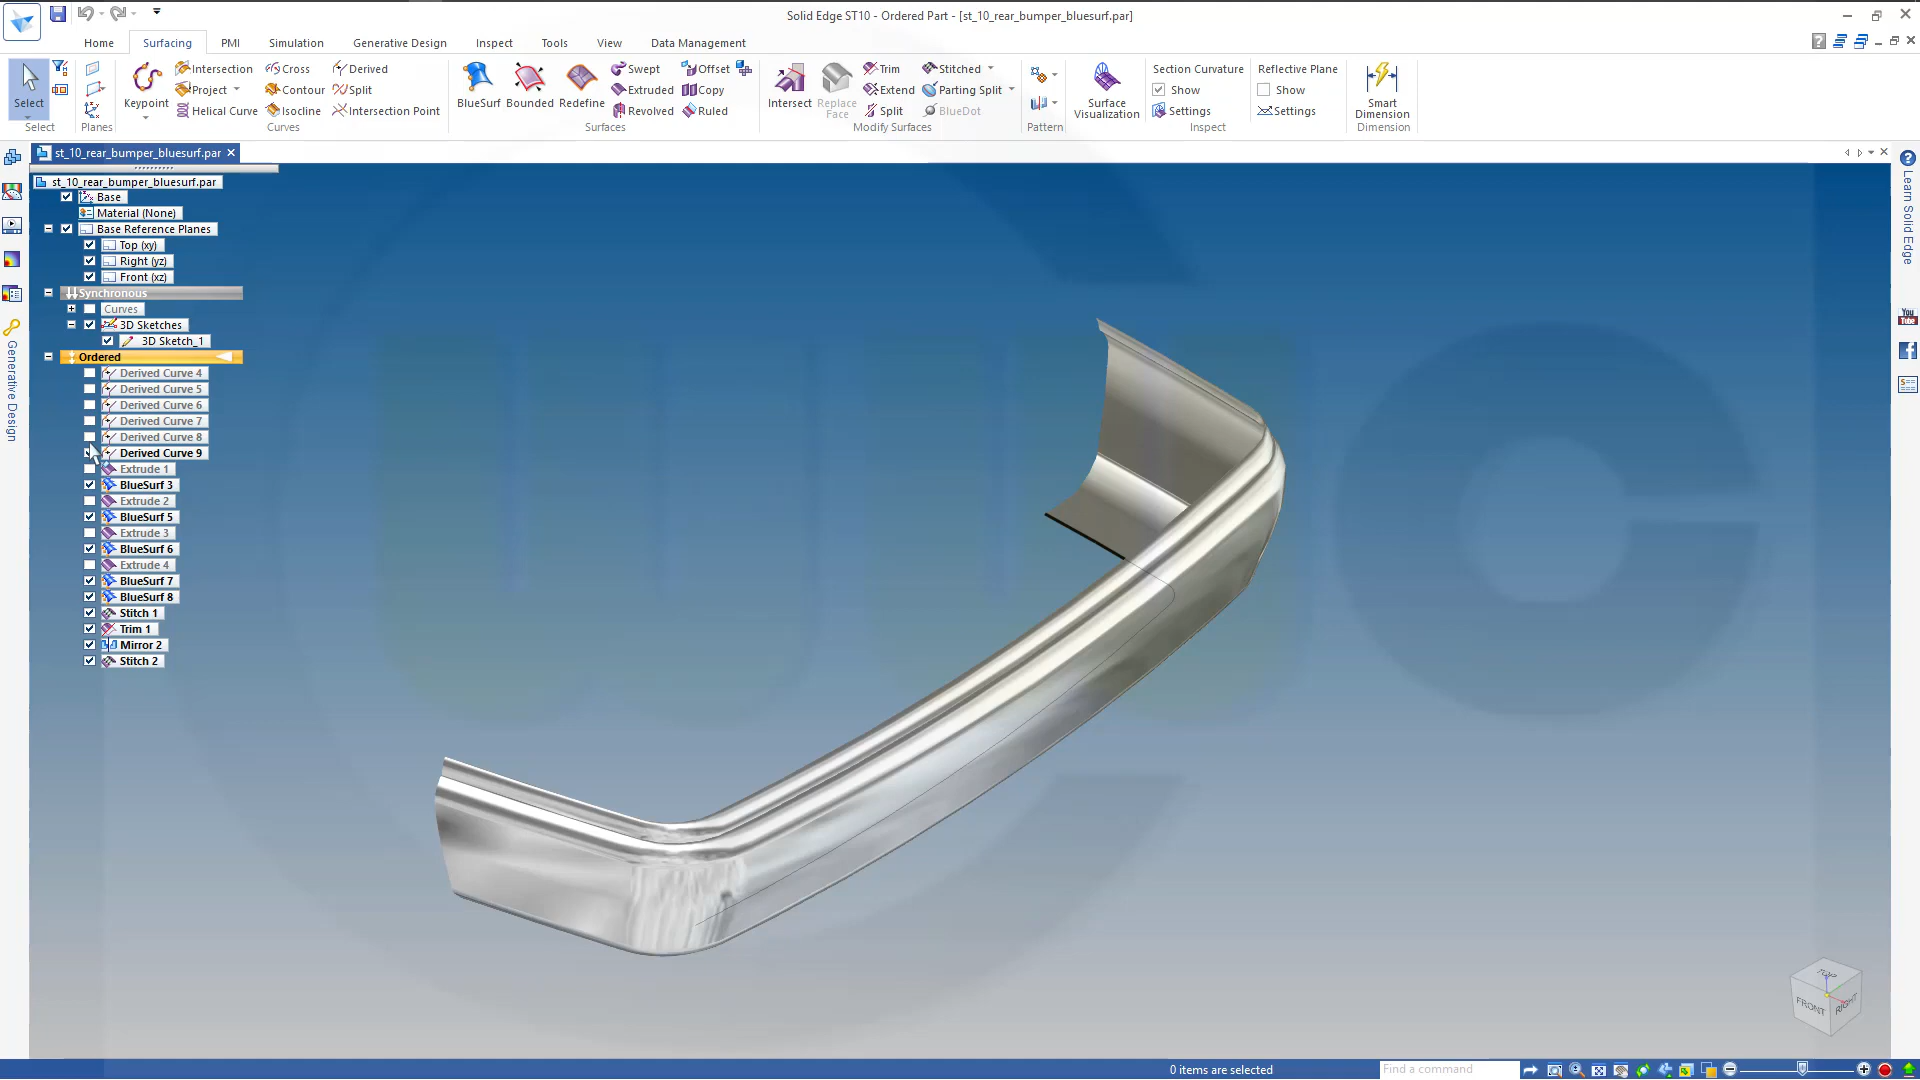 Solid Edge ST10 - Ordered Part - [st_10_rear_bumper_bluesurf.par]
Home Surfacing PMI Simulation Generative Design Inspect Tools View Data Management
Select
Select
Planes
Keypoint
Intersection
Project
Helical Curve
Cross
Contour
Isocline
Derived
Split
Intersection Point
Curves
BlueSurf
Bounded
Redefine
Swept
Extruded
Revolved
Offset
Copy
Ruled
Surfaces
Intersect
Replace
Face
Trim
Extend
Split
Stitched
Parting Split
BlueDot
Modify Surfaces
Pattern
Surface
Visualization
Section Curvature
Show
Settings
Inspect
Reflective Plane
Show
Settings
Smart
Dimension
Dimension
st_10_rear_bumper_bluesurf.par
st_10_rear_bumper_bluesurf.par
Base
Material (None)
Base Reference Planes
Top (xy)
Right (yz)
Front (xz)
Synchronous
Curves
3D Sketches
3D Sketch_1
Ordered
Derived Curve 4
Derived Curve 5
Derived Curve 6
Derived Curve 7
Derived Curve 8
Derived Curve 9
Extrude 1
BlueSurf 3
Extrude 2
BlueSurf 5
Extrude 3
BlueSurf 6
Extrude 4
BlueSurf 7
BlueSurf 8
Stitch 1
Trim 1
Mirror 2
Stitch 2
Generative Design
Learn Solid Edge
You
Tube
TOP
FRONT
RIGHT
0 items are selected
Find a command